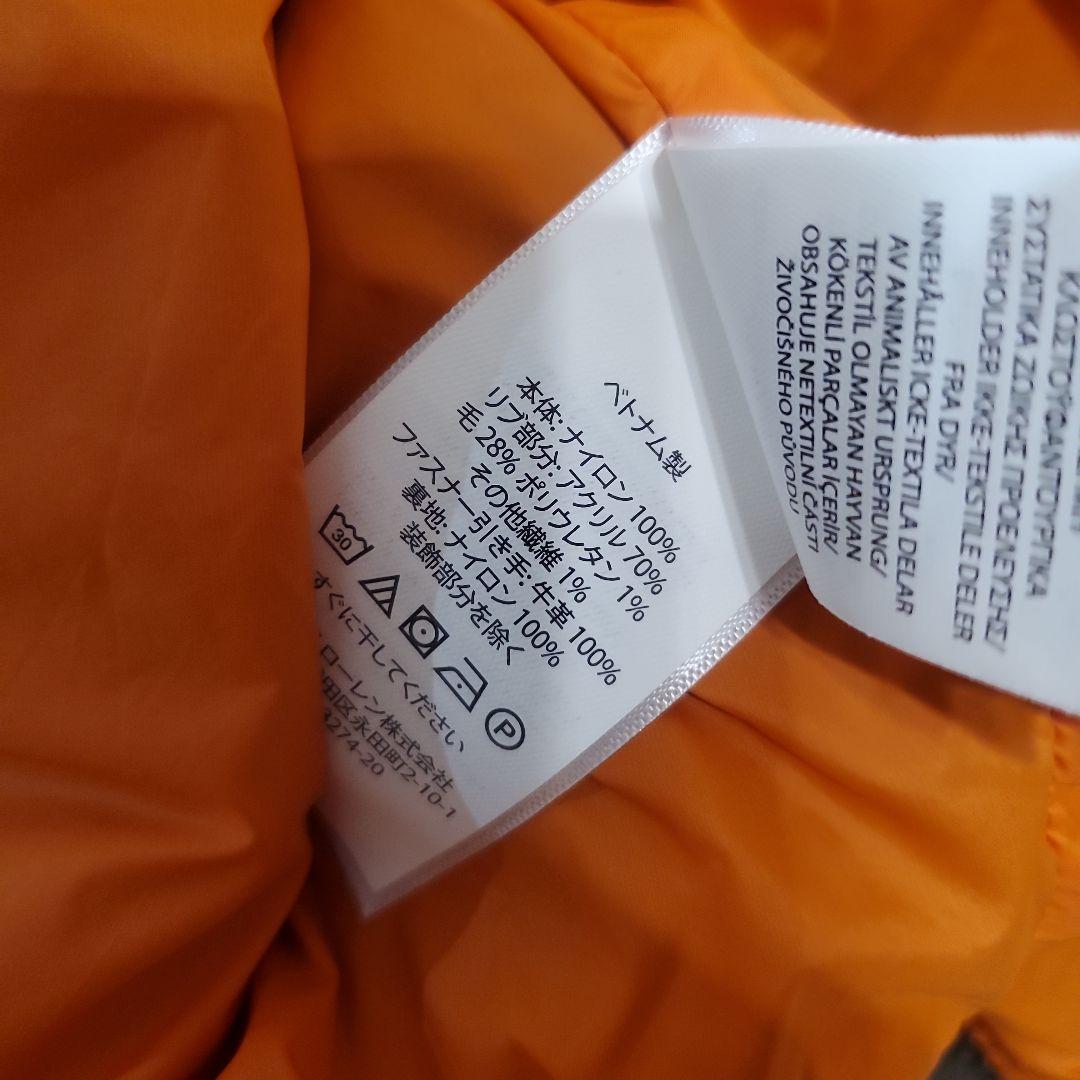 ベトナム製
本体: ナイロン 100%
リブ部分: アクリル 70%
毛 28% ポリウレタン 1%
その他繊維 1%
ファスナー引き手: 牛革 100%
裏地: ナイロン 100%
装飾部分を除く
30
P
すぐに干してください
ローレン株式会社
田区永田町2-10-1
3274-20
ΣΥΣΤΑΤΙΚΑ ΖΩΙΚΗΣ ΠΡΟΕΛΕΥΣΗΣ/
INNEHOLDER IKKE-TEKSTILE DELER
FRA DYR/
INNEHÅLLER ICKE-TEXTILA DELAR
AV ANIMALISKT URSPRUNG/
TEKSTİL OLMAYAN HAYVAN
KÖKENLİ PARÇALAR İÇERİR/
OBSAHUJE NETEXTILNÍ ČÁSTI
ŽIVOČIŠNÉHO PŮVODU